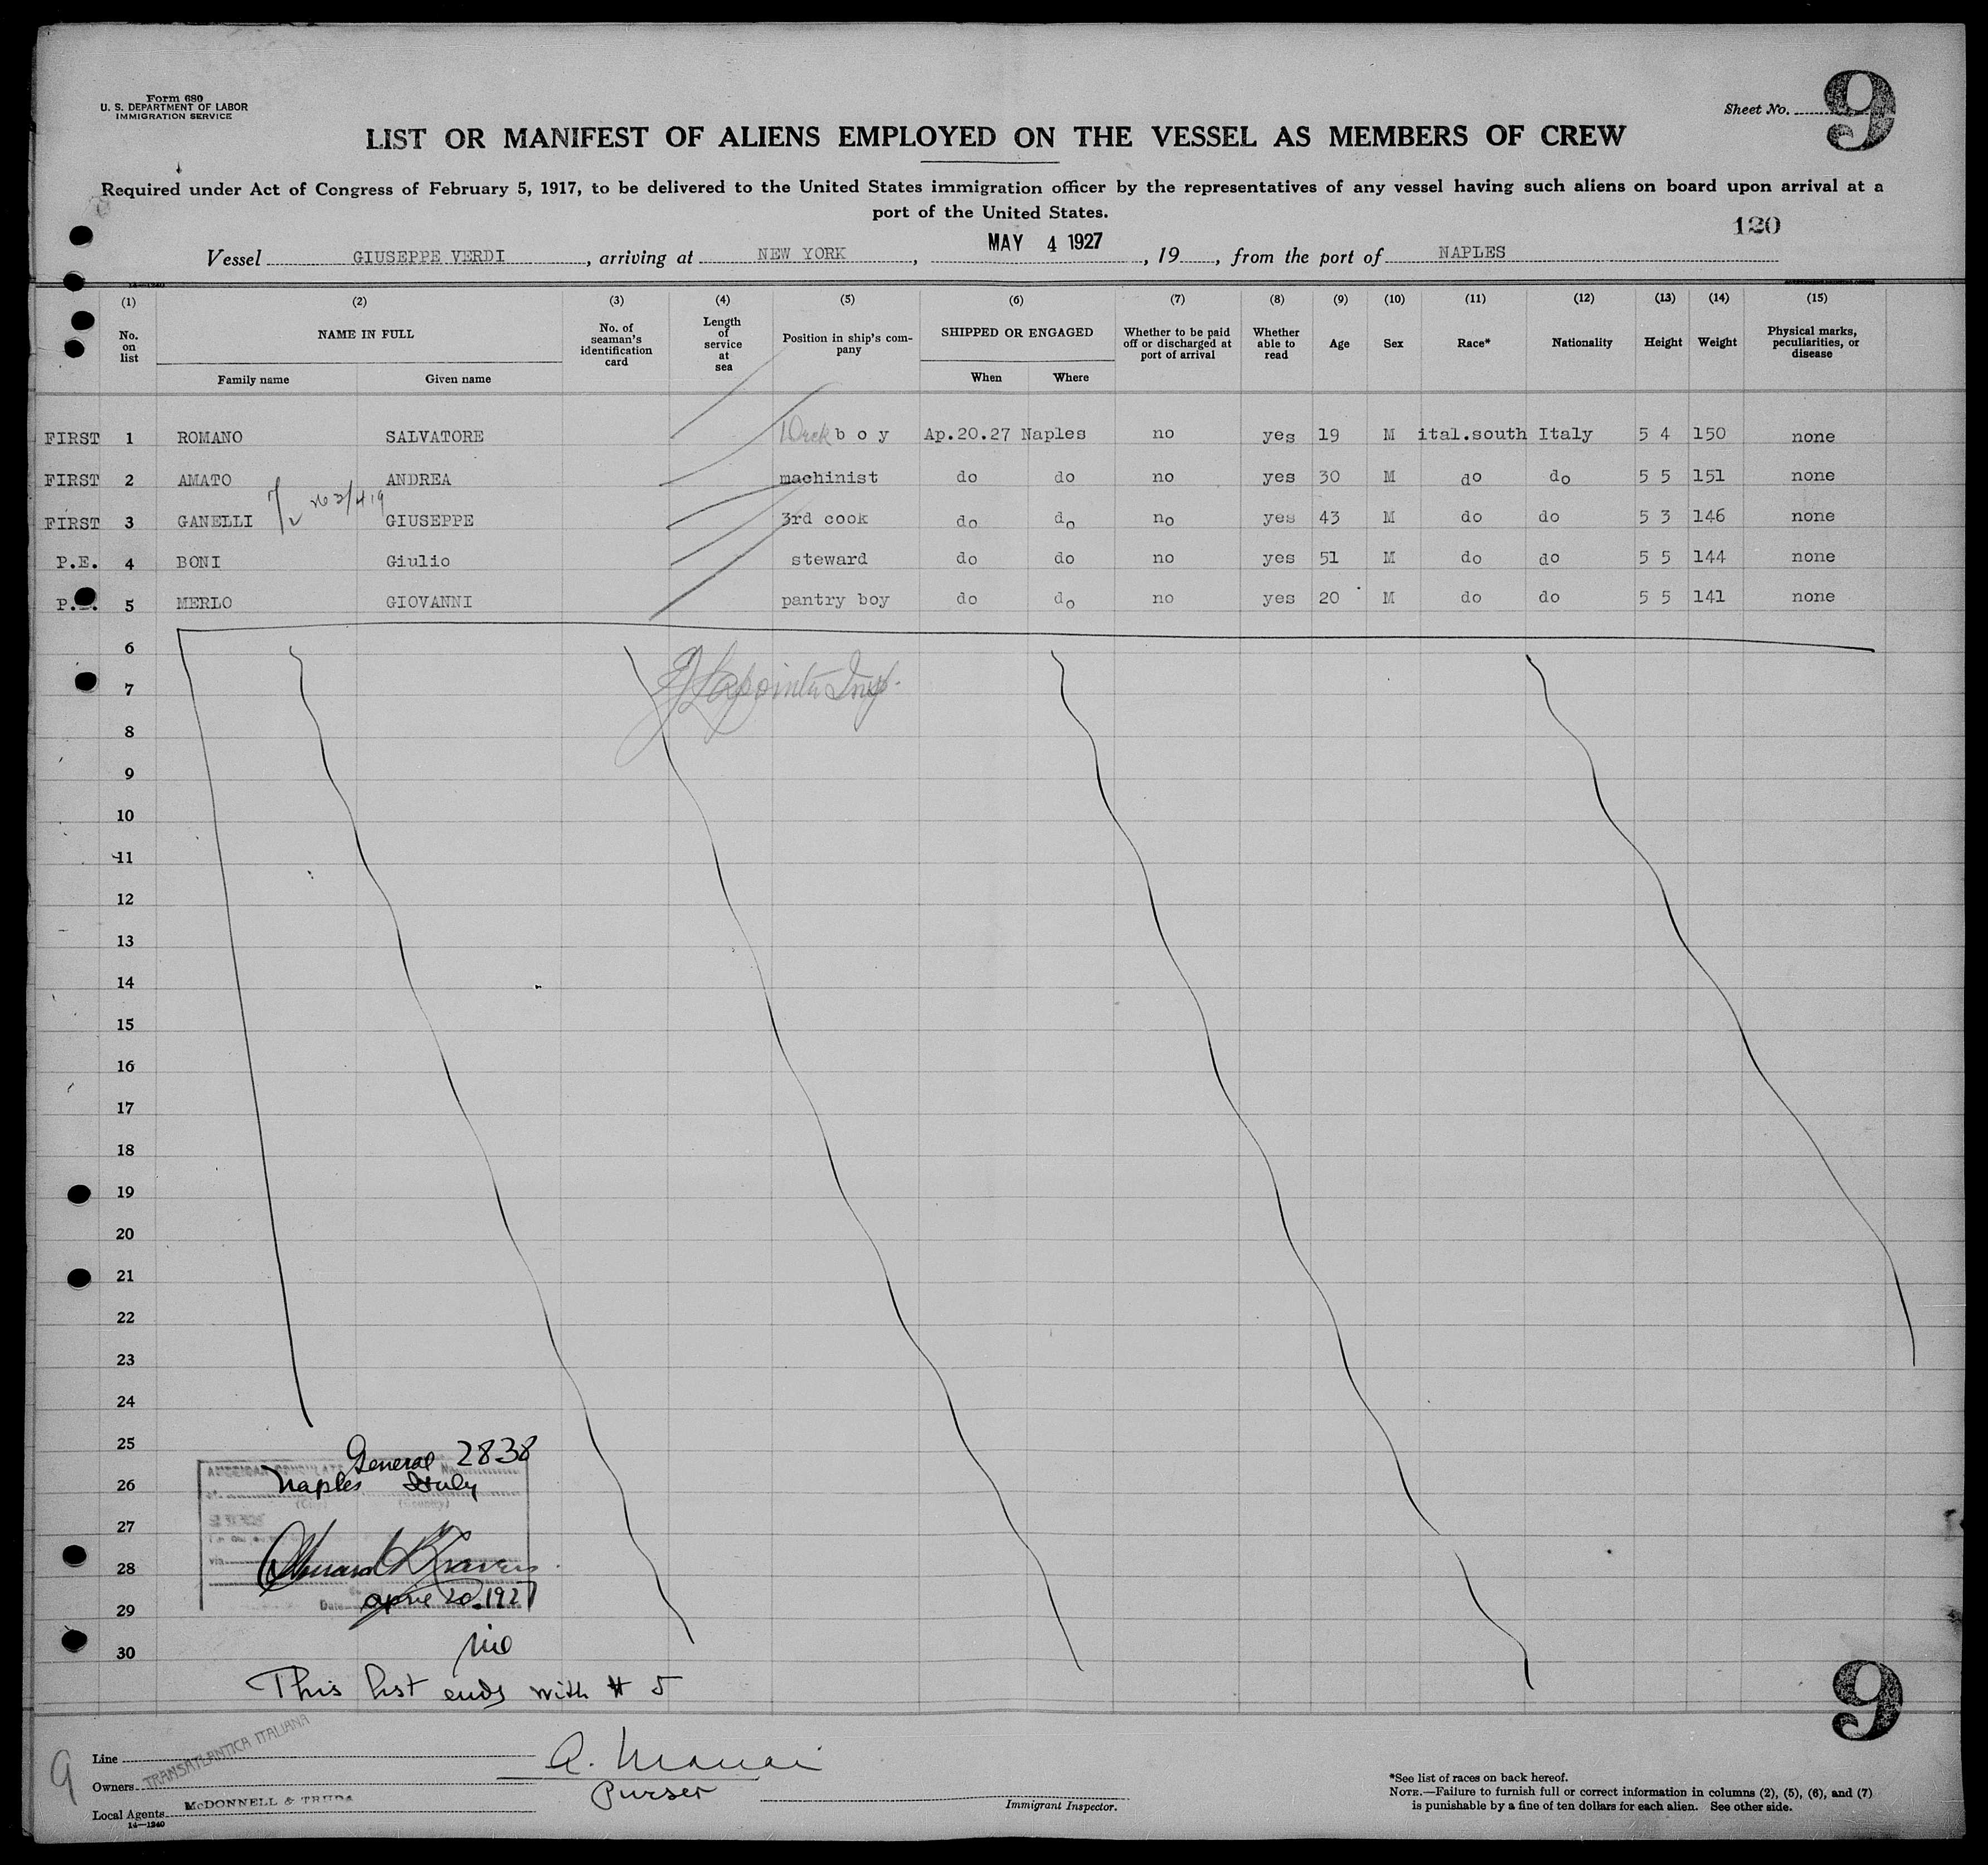 Form 680
U. S. DEPARTMENT OF LABOR
IMMIGRATION SERVICE
Sheet No. 9
LIST OR MANIFEST OF ALIENS EMPLOYED ON THE VESSEL AS MEMBERS OF CREW
Required under Act of Congress of February 5, 1917, to be delivered to the United States immigration officer by the representatives of any vessel having such aliens on board upon arrival at a
port of the United States.
120
Vessel GIUSEPPE VERDI, arriving at NEW YORK, MAY 4 1927, 19, from the port of NAPLES
(1) (2) (3) (4) (5) (6) (7) (8) (9) (10) (11) (12) (13) (14) (15)
No. on list NAME IN FULL No. of seaman's identification card Length of service at sea Position in ship's company SHIPPED OR ENGAGED Whether to be paid off or discharged at port of arrival Whether able to read Age Sex Race* Nationality Height Weight Physical marks, peculiarities, or disease
Family name Given name When Where
FIRST 1 ROMANO SALVATORE Deck boy Ap.20.27 Naples no yes 19 M ital.south Italy 5 4 150 none
FIRST 2 AMATO ANDREA machinist do do no yes 30 M do do 5 5 151 none
FIRST 3 GANELLI GIUSEPPE 3rd cook do do no yes 43 M do do 5 3 146 none
P.E. 4 BONI Giulio steward do do no yes 51 M do do 5 5 144 none
P. 5 MERLO GIOVANNI pantry boy do do no yes 20 M do do 5 5 141 none
6
7 Lapointe Insp.
8
9
10
11
12
13
14
15
16
17
18
19
20
21
22
23
24
25
General 2838
AMERICAN CONSULATE No.
26 Naples Italy
(City) (Country)
27
via
28
Date April 20.1927
29
30
This list ends with # 5
9
TRANSATLANTICA ITALIANA
9 Line
Owners
Local Agents McDONNELL & TRUDA
14—1240
Purser
Immigrant Inspector.
*See list of races on back hereof.
NOTE.—Failure to furnish full or correct information in columns (2), (5), (6), and (7)
is punishable by a fine of ten dollars for each alien. See other side.